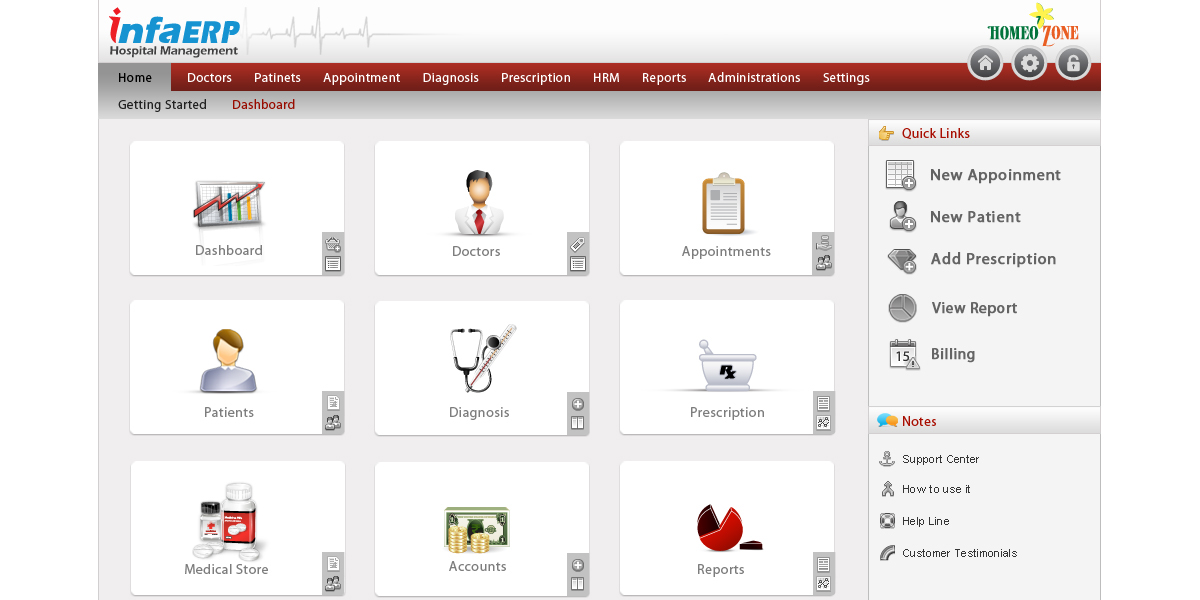 infaERP
Hospital Management
7
HOMEO ZONE
Home Doctors Patinets Appointment Diagnosis Prescription HRM Reports Administrations Settings
Getting Started Dashboard
Quick Links
New Appoinment
New Patient
Add Prescription
View Report
15
Billing
Dashboard
Doctors
Appointments
Patients
Diagnosis
Rx
Prescription
Medical Store
Accounts
Reports
Notes
Support Center
How to use it
Help Line
Customer Testimonials